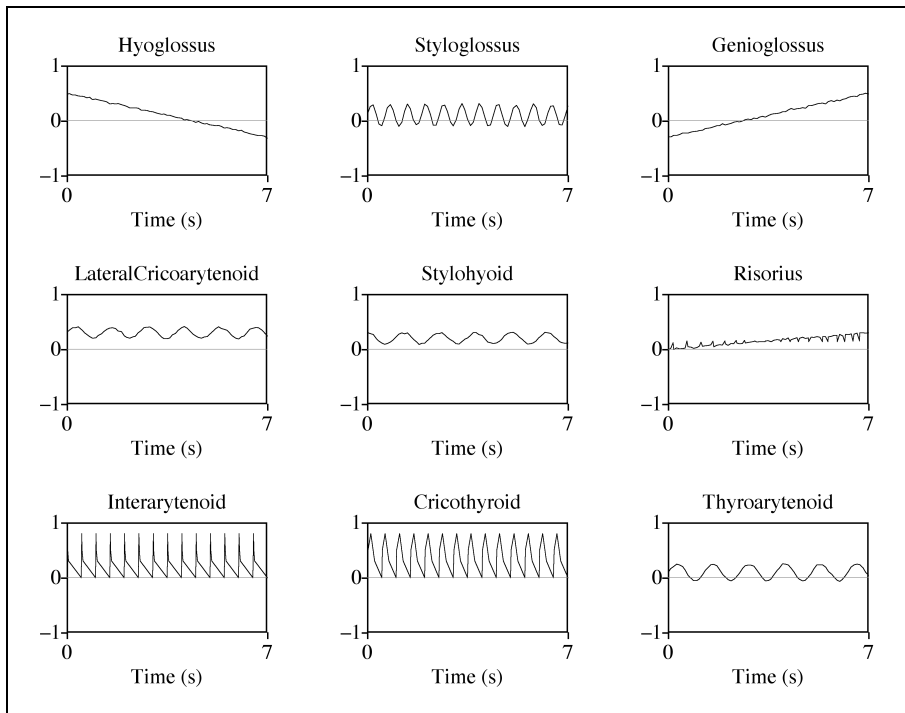 Hyoglossus Styloglossus Genioglossus
1 1 1
0 0 0
−1 −1 −1
0 7 0 7 0 7
Time (s) Time (s) Time (s)
LateralCricoarytenoid Stylohyoid Risorius
1 1 1
0 0 0
−1 −1 −1
0 7 0 7 0 7
Time (s) Time (s) Time (s)
Interarytenoid Cricothyroid Thyroarytenoid
1 1 1
0 0 0
−1 −1 −1
0 7 0 7 0 7
Time (s) Time (s) Time (s)